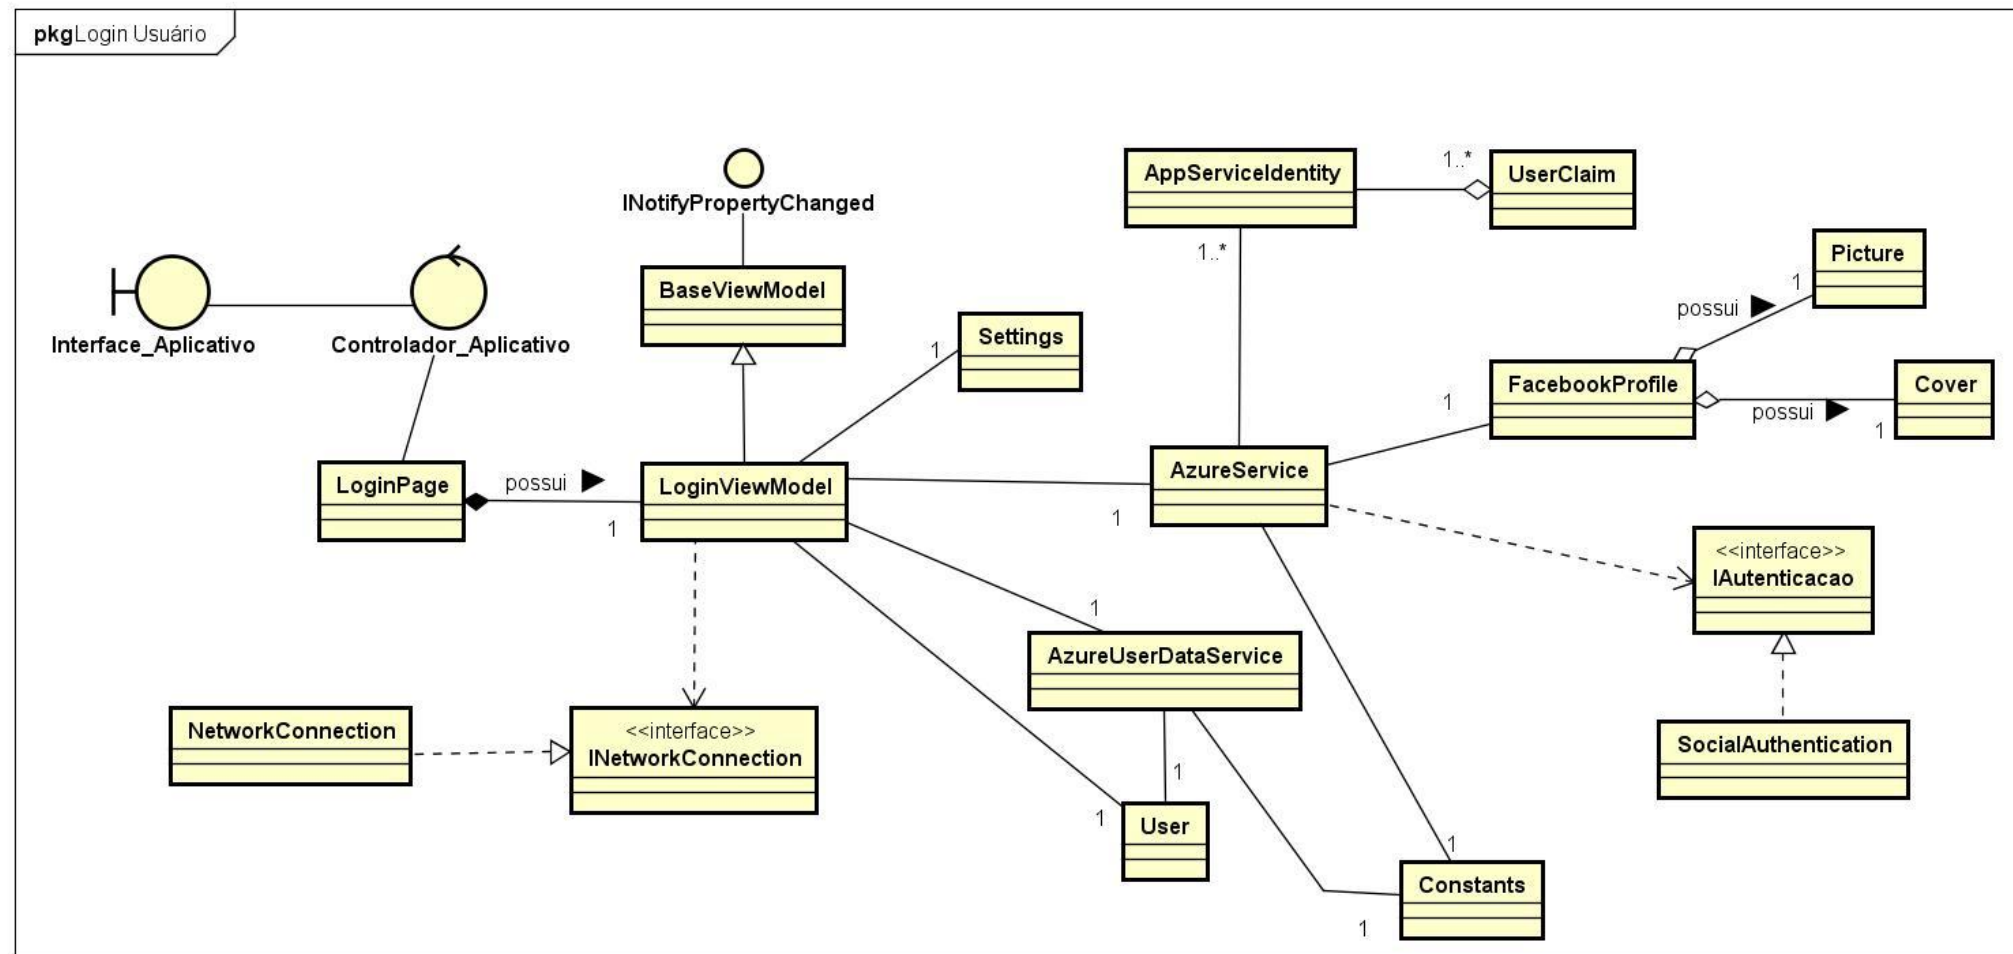 pkgLogin Usuário
INotifyPropertyChanged
AppServiceIdentity
1..*
UserClaim
1..*
Interface_Aplicativo
Controlador_Aplicativo
BaseViewModel
1
Settings
possui
1
Picture
FacebookProfile
1
possui
1
Cover
LoginPage
possui
1
LoginViewModel
1
AzureService
<<interface>>
IAutenticacao
1
AzureUserDataService
NetworkConnection
<<interface>>
INetworkConnection
1
1
User
SocialAuthentication
1
1
Constants